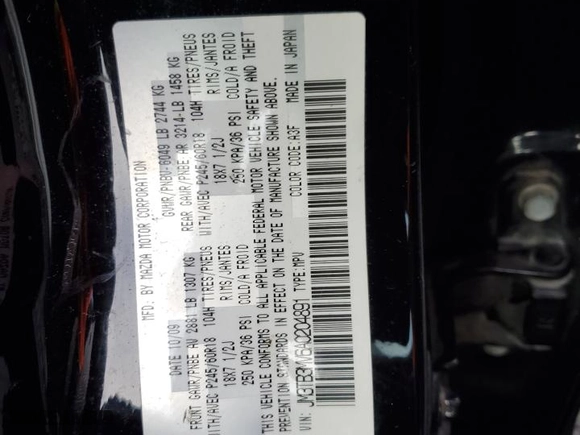 MFD. BY MAZDA MOTOR CORPORATION
DATE 10/09 GVWR/PNBV 6049 LB 2744 KG
FRONT GAWR/PNBE AV 2881 LB 1307 KG REAR GAWR/PNBE AR 3214-LB 1458 KG
WITH/AVEC P245/60R18 104H TIRES/PNEUS WITH/AVEC P245/60R18 104H TIRES/PNEUS
18X7 1/2J RIMS/JANTES 18X7 1/2J RIMS/JANTES
250 KPA/36 PSI COLD/A FROID 250 KPA/36 PSI COLD/A FROID
THIS VEHICLE CONFORMS TO ALL APPLICABLE FEDERAL MOTOR VEHICLE SAFETY AND THEFT
PREVENTION STANDARDS IN EFFECT ON THE DATE OF MANUFACTURE SHOWN ABOVE.
VIN: TYPE: MPV COLOR CODE: A3F MADE IN JAPAN